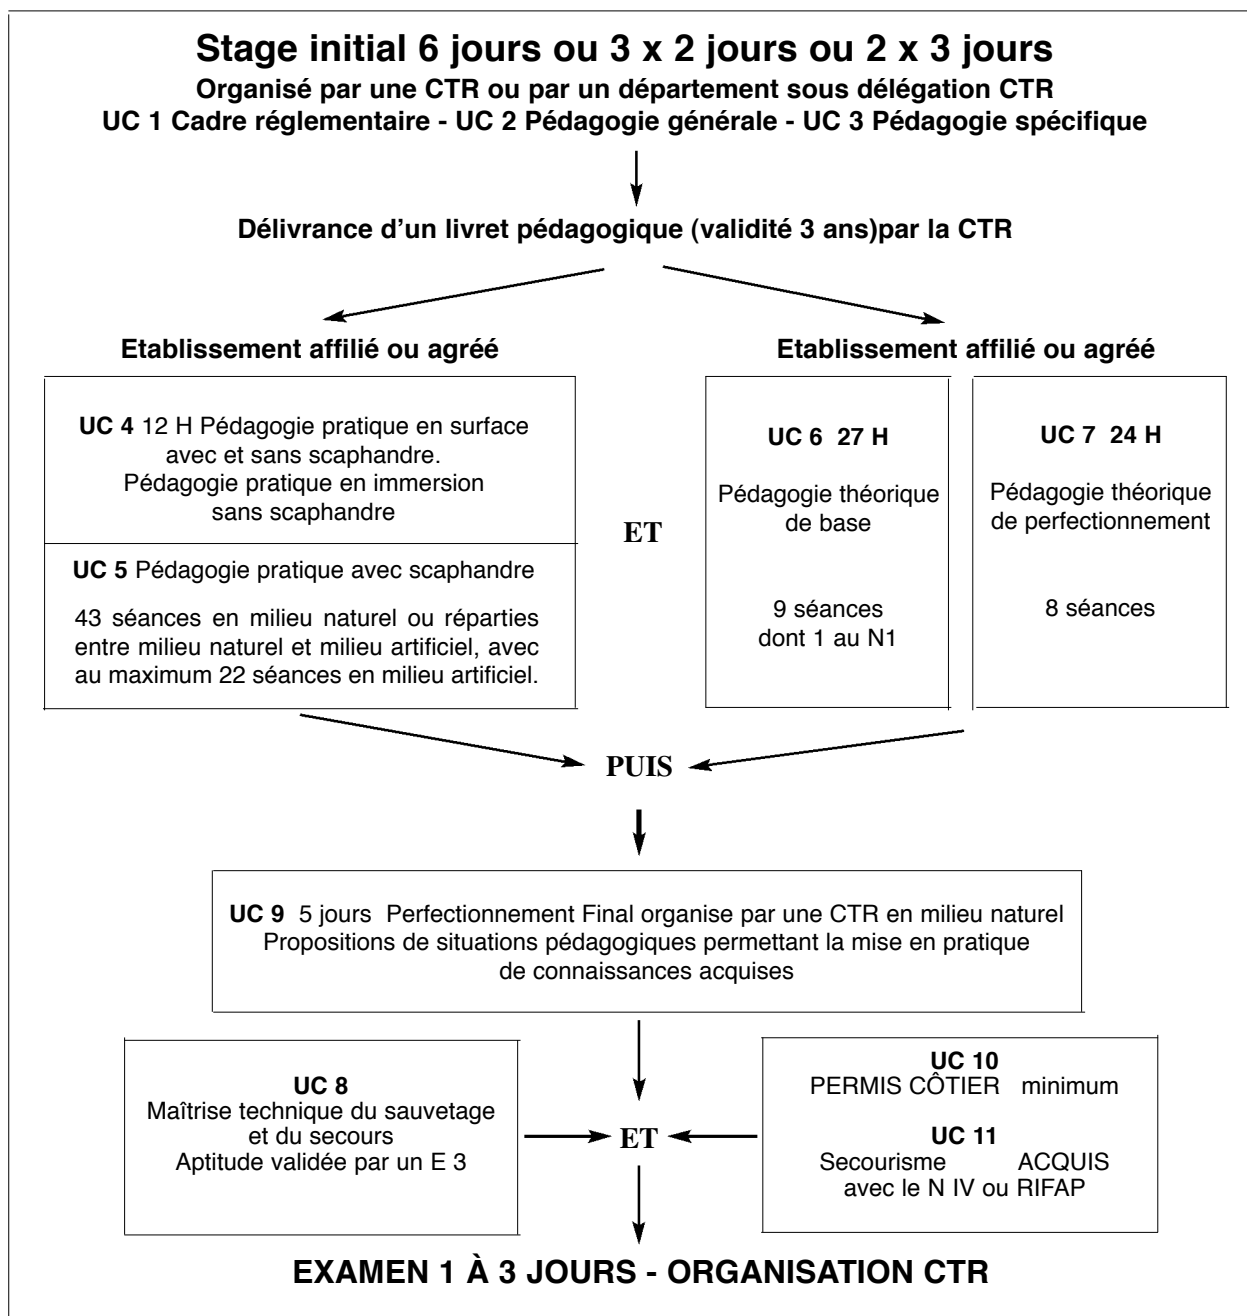 Stage initial 6 jours ou 3 x 2 jours ou 2 x 3 jours
Organisé par une CTR ou par un département sous délégation CTR
UC 1 Cadre réglementaire - UC 2 Pédagogie générale - UC 3 Pédagogie spécifique
Délivrance d'un livret pédagogique (validité 3 ans)par la CTR
Etablissement affilié ou agréé
UC 4 12 H Pédagogie pratique en surface
avec et sans scaphandre.
Pédagogie pratique en immersion
sans scaphandre
UC 5 Pédagogie pratique avec scaphandre
43 séances en milieu naturel ou réparties
entre milieu naturel et milieu artificiel, avec
au maximum 22 séances en milieu artificiel.
ET
Etablissement affilié ou agréé
UC 6 27 H
Pédagogie théorique
de base
9 séances
dont 1 au N1
UC 7 24 H
Pédagogie théorique
de perfectionnement
8 séances
PUIS
UC 9 5 jours Perfectionnement Final organise par une CTR en milieu naturel
Propositions de situations pédagogiques permettant la mise en pratique
de connaissances acquises
UC 8
Maîtrise technique du sauvetage
et du secours
Aptitude validée par un E 3
ET
UC 10
PERMIS CÔTIER minimum
UC 11
Secourisme ACQUIS
avec le N IV ou RIFAP
EXAMEN 1 À 3 JOURS - ORGANISATION CTR